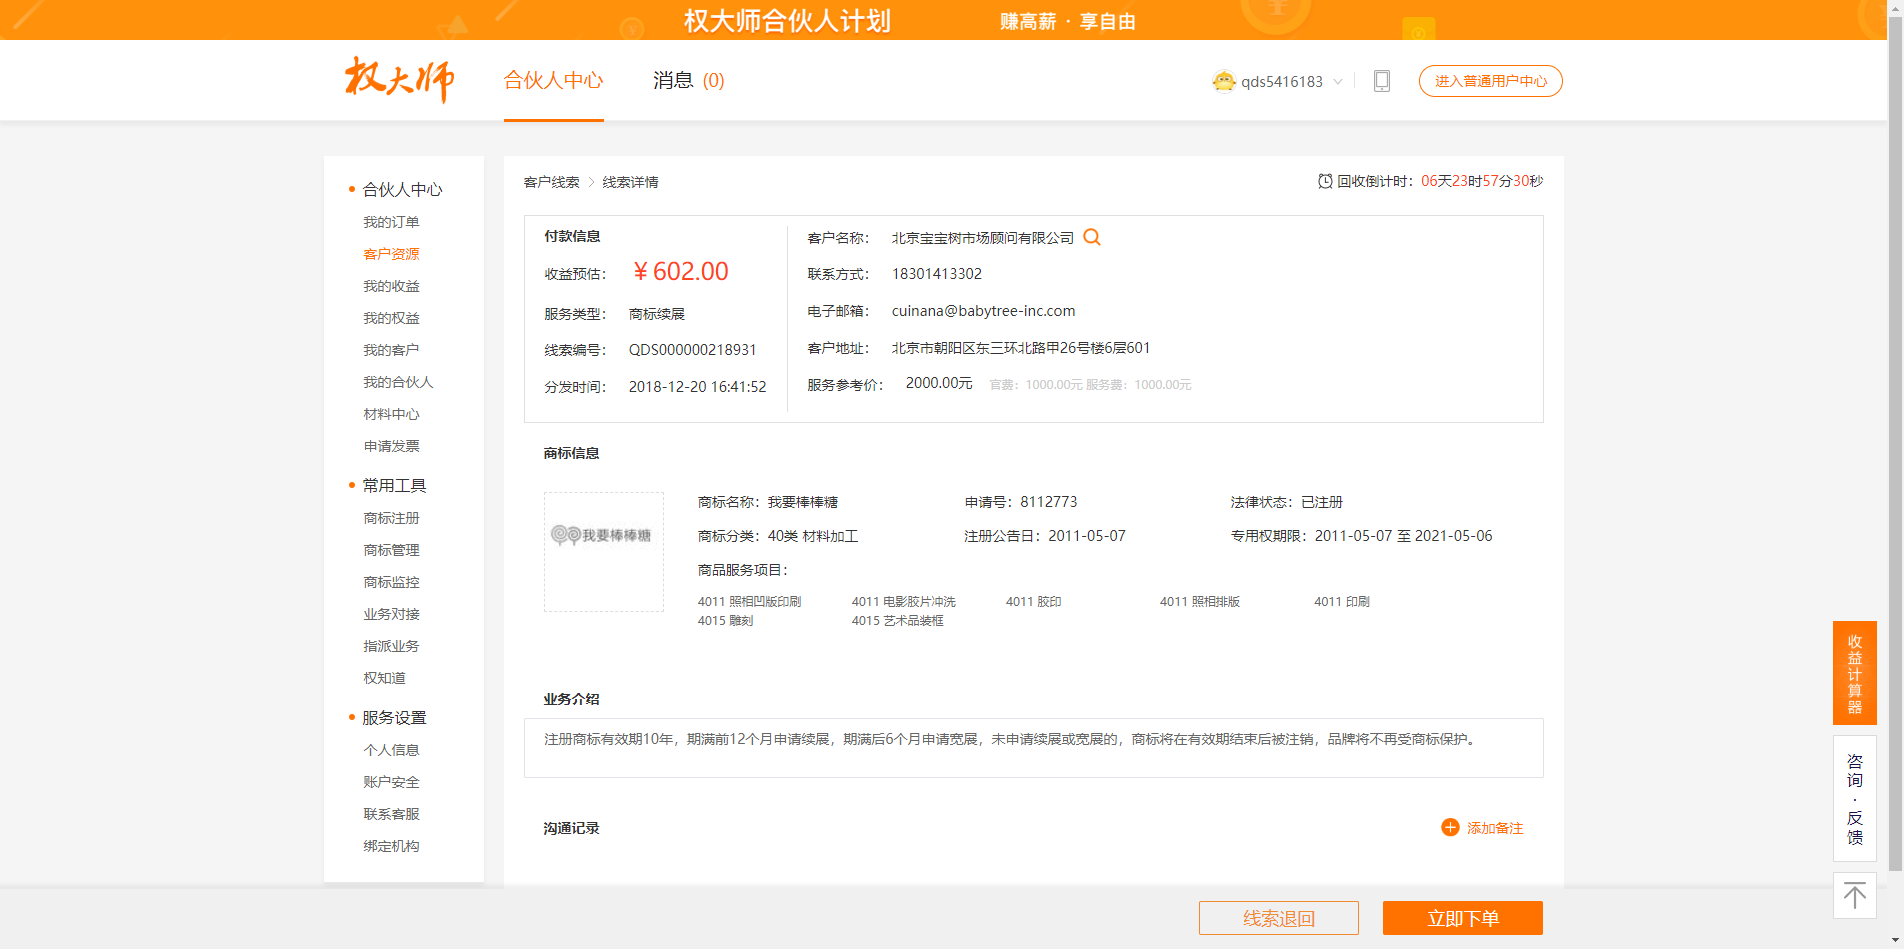 权大师合伙人计划 赚高薪 · 享自由
权大师 合伙人中心 消息 (0) qds5416183 进入普通用户中心
合伙人中心
我的订单
客户资源
我的收益
我的权益
我的客户
我的合伙人
材料中心
申请发票
常用工具
商标注册
商标管理
商标监控
业务对接
指派业务
权知道
服务设置
个人信息
账户安全
联系客服
绑定机构
客户线索 > 线索详情 回收倒计时：06天23时57分30秒
付款信息
收益预估： ￥602.00
服务类型： 商标续展
线索编号： QDS000000218931
分发时间： 2018-12-20 16:41:52
客户名称： 北京宝宝树市场顾问有限公司
联系方式： 18301413302
电子邮箱： cuinana@babytree-inc.com
客户地址： 北京市朝阳区东三环北路甲26号楼6层601
服务参考价： 2000.00元 官费：1000.00元 服务费：1000.00元
商标信息
我要棒棒糖
商标名称：我要棒棒糖 申请号：8112773 法律状态：已注册
商标分类：40类 材料加工 注册公告日：2011-05-07 专用权期限：2011-05-07 至 2021-05-06
商品服务项目：
4011 照相凹版印刷 4011 电影胶片冲洗 4011 胶印 4011 照相排版 4011 印刷
4015 雕刻 4015 艺术品装框
业务介绍
注册商标有效期10年，期满前12个月申请续展，期满后6个月申请宽展，未申请续展或宽展的，商标将在有效期结束后被注销，品牌将不再受商标保护。
沟通记录 添加备注
线索退回 立即下单
收益计算器
咨询·反馈